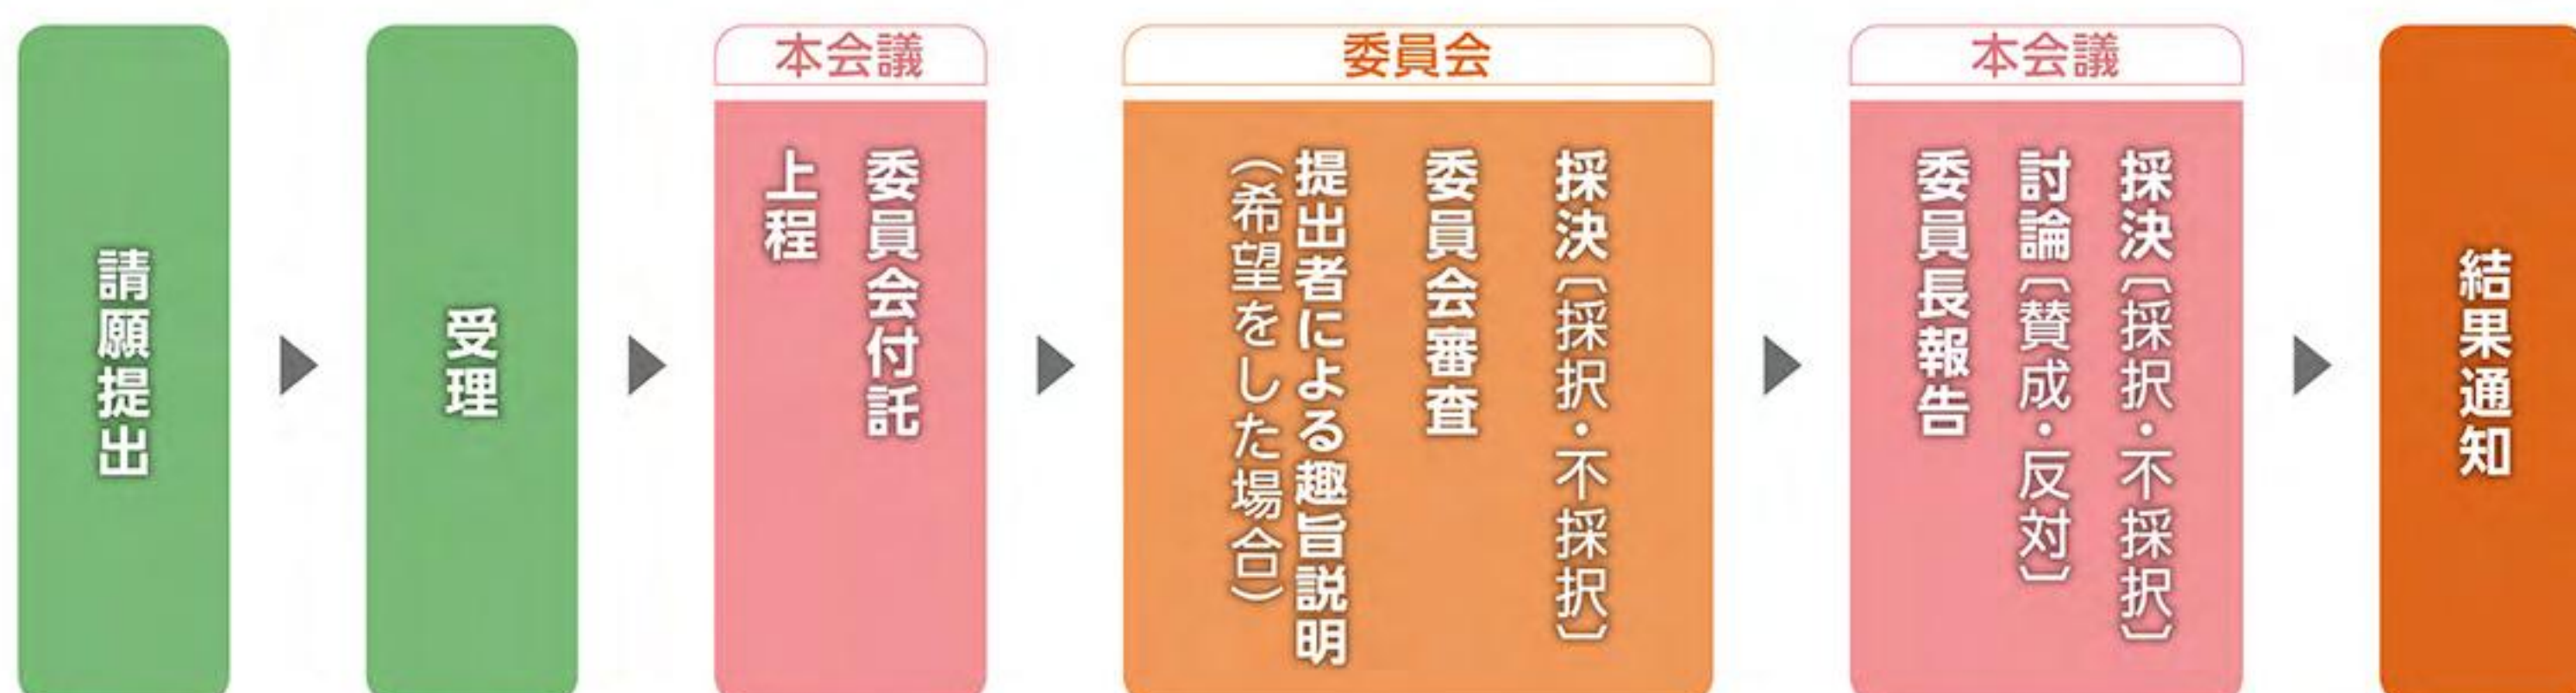 請願提出
受理
本会議
上程
委員会付託
委員会
提出者による趣旨説明
（希望をした場合）
委員会審査
採決〔採択・不採択〕
本会議
委員長報告
討論〔賛成・反対〕
採決〔採択・不採択〕
結果通知